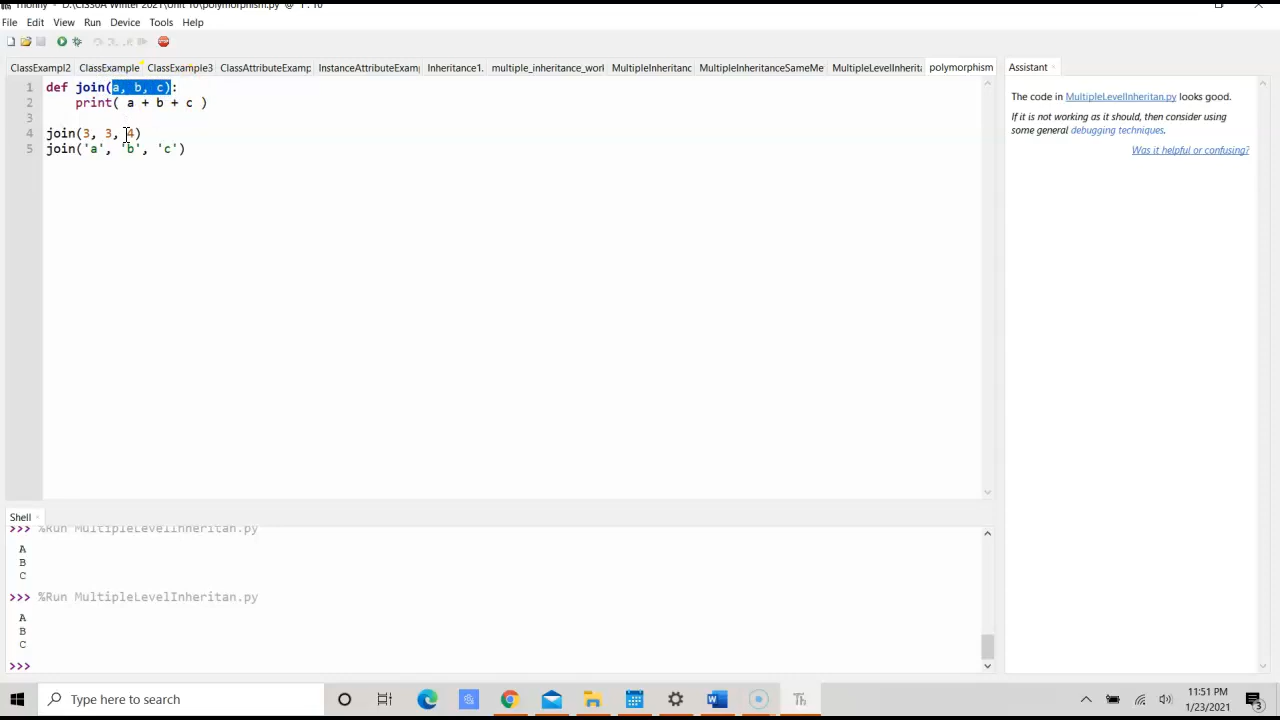 Thonny - D:\CIS30A Winter 2021\Unit 10\polymorphism.py @ 1:10
File Edit View Run Device Tools Help
ClassExampl2 ClassExample ClassExample3 ClassAttributeExamp InstanceAttributeExam Inheritance1. multiple_inheritance_worl MultipleInheritanc MultipleInheritanceSameMe MultipleLevelInherita polymorphism
Assistant
1 def join(a, b, c):
2 print( a + b + c )
3
4 join(3, 3, 4)
5 join('a', 'b', 'c')
The code in MultipleLevelInheritan.py looks good.
If it is not working as it should, then consider using
some general debugging techniques.
Was it helpful or confusing?
Shell
>>> %Run MultipleLevelInheritan.py
A
B
C
>>> %Run MultipleLevelInheritan.py
A
B
C
>>>
Type here to search
Th
11:51 PM
1/23/2021
3